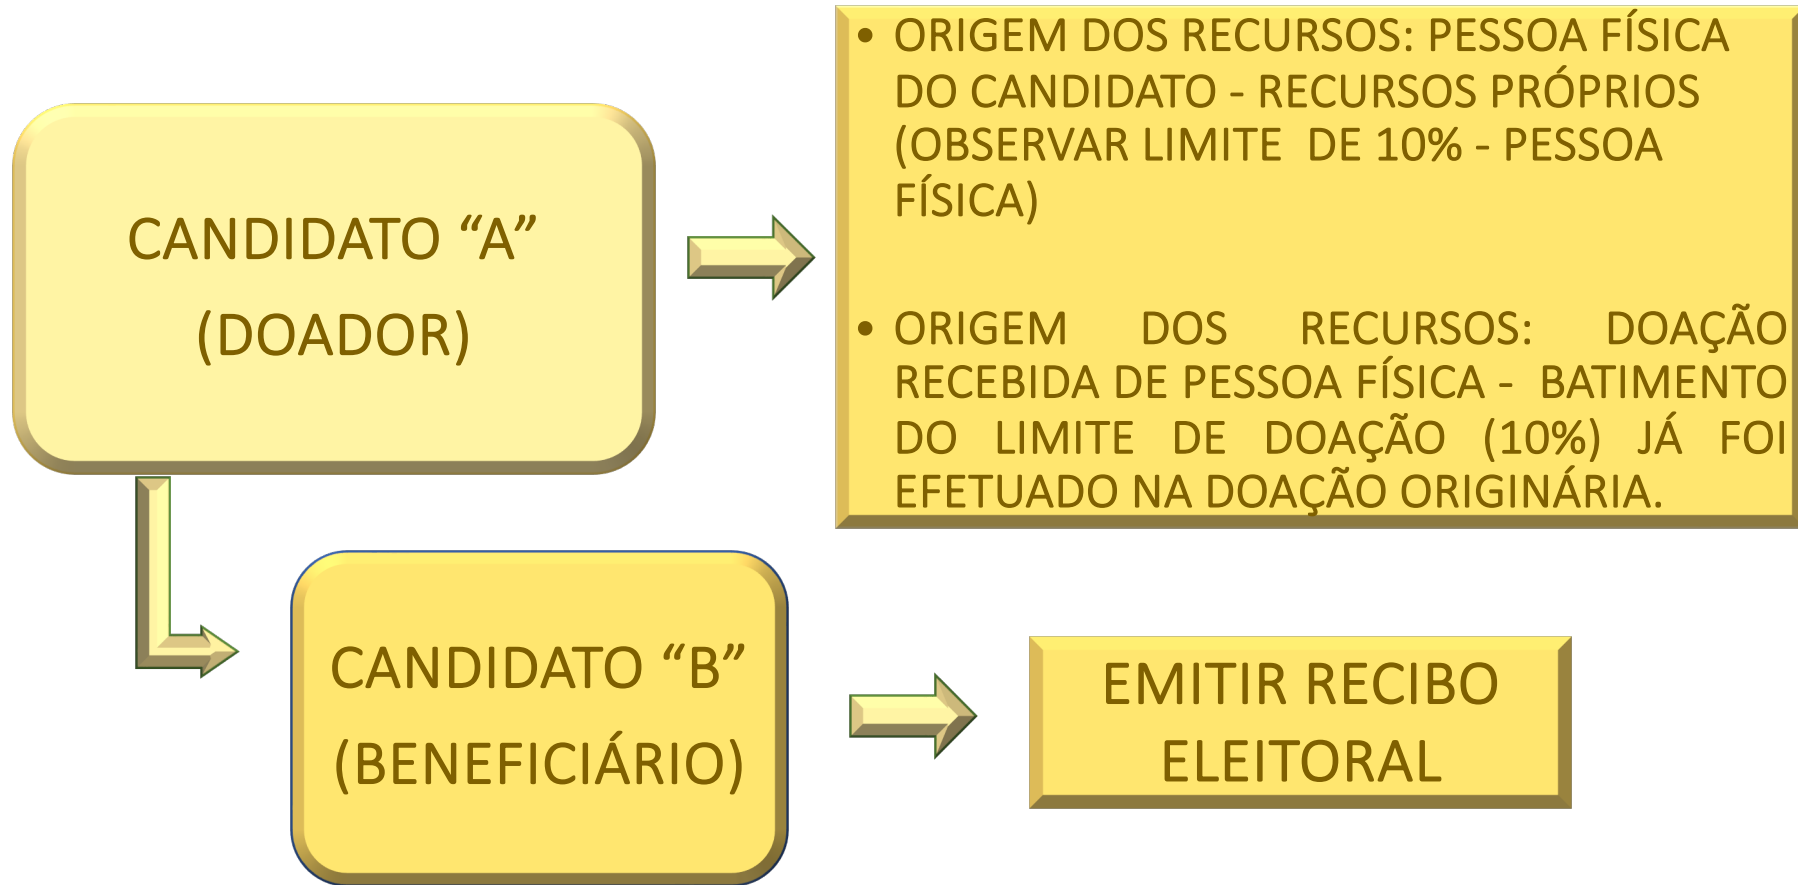 CANDIDATO “A”
(DOADOR)
• ORIGEM DOS RECURSOS: PESSOA FÍSICA
DO CANDIDATO - RECURSOS PRÓPRIOS
(OBSERVAR LIMITE DE 10% - PESSOA
FÍSICA)
• ORIGEM DOS RECURSOS: DOAÇÃO
RECEBIDA DE PESSOA FÍSICA - BATIMENTO
DO LIMITE DE DOAÇÃO (10%) JÁ FOI
EFETUADO NA DOAÇÃO ORIGINÁRIA.
CANDIDATO “B”
(BENEFICIÁRIO)
EMITIR RECIBO
ELEITORAL